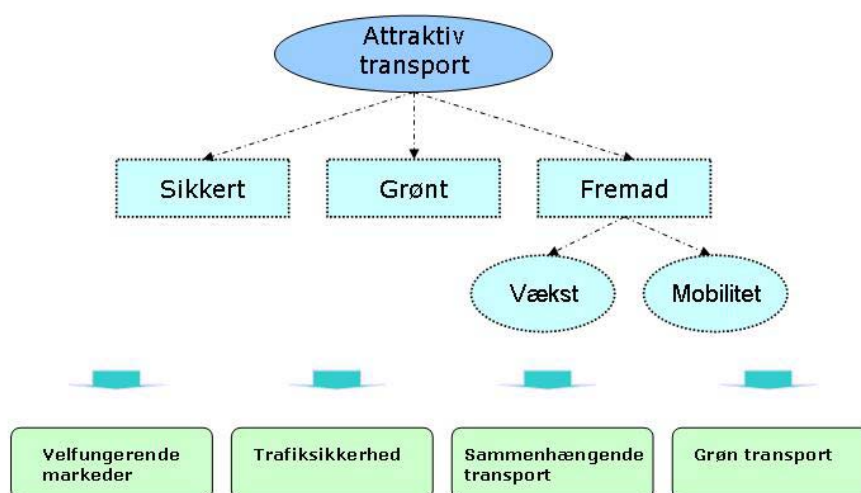 Attraktiv
transport
Sikkert
Grønt
Fremad
Vækst
Mobilitet
Velfungerende
markeder
Trafiksikkerhed
Sammenhængende
transport
Grøn transport